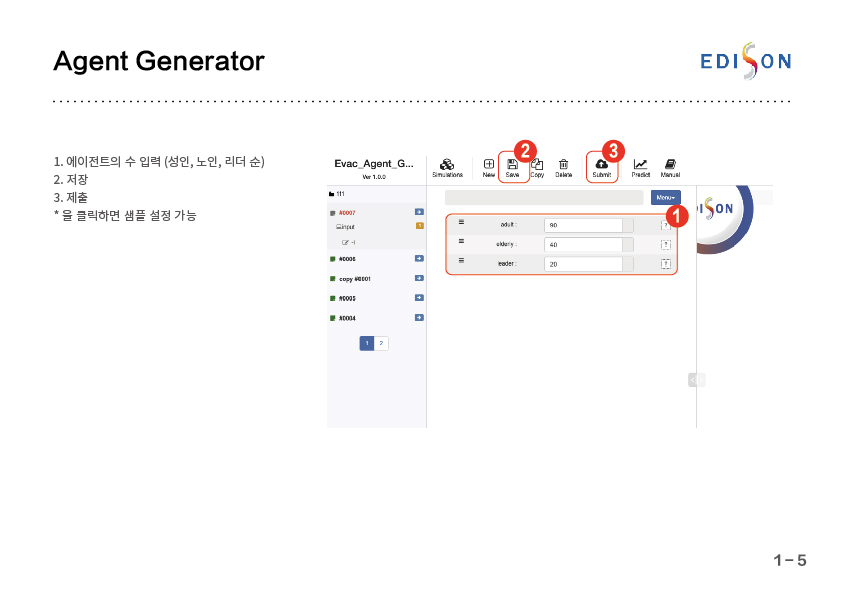 Agent Generator
EDISON
1. 에이전트의 수 입력 (성인, 노인, 리더 순)
2. 저장
3. 제출
* 을 클릭하면 샘플 설정 가능
Evac_Agent_G...
Ver 1.0.0
Simulations
New
2
Save
Copy
Delete
3
Submit
Predict
Manual
111
Menu
#0007
input
-i
#0006
copy #0001
#0005
#0004
1 2
1
adult : 90 ?
elderly : 40 ?
leader : 20 ?
DISON
1－5